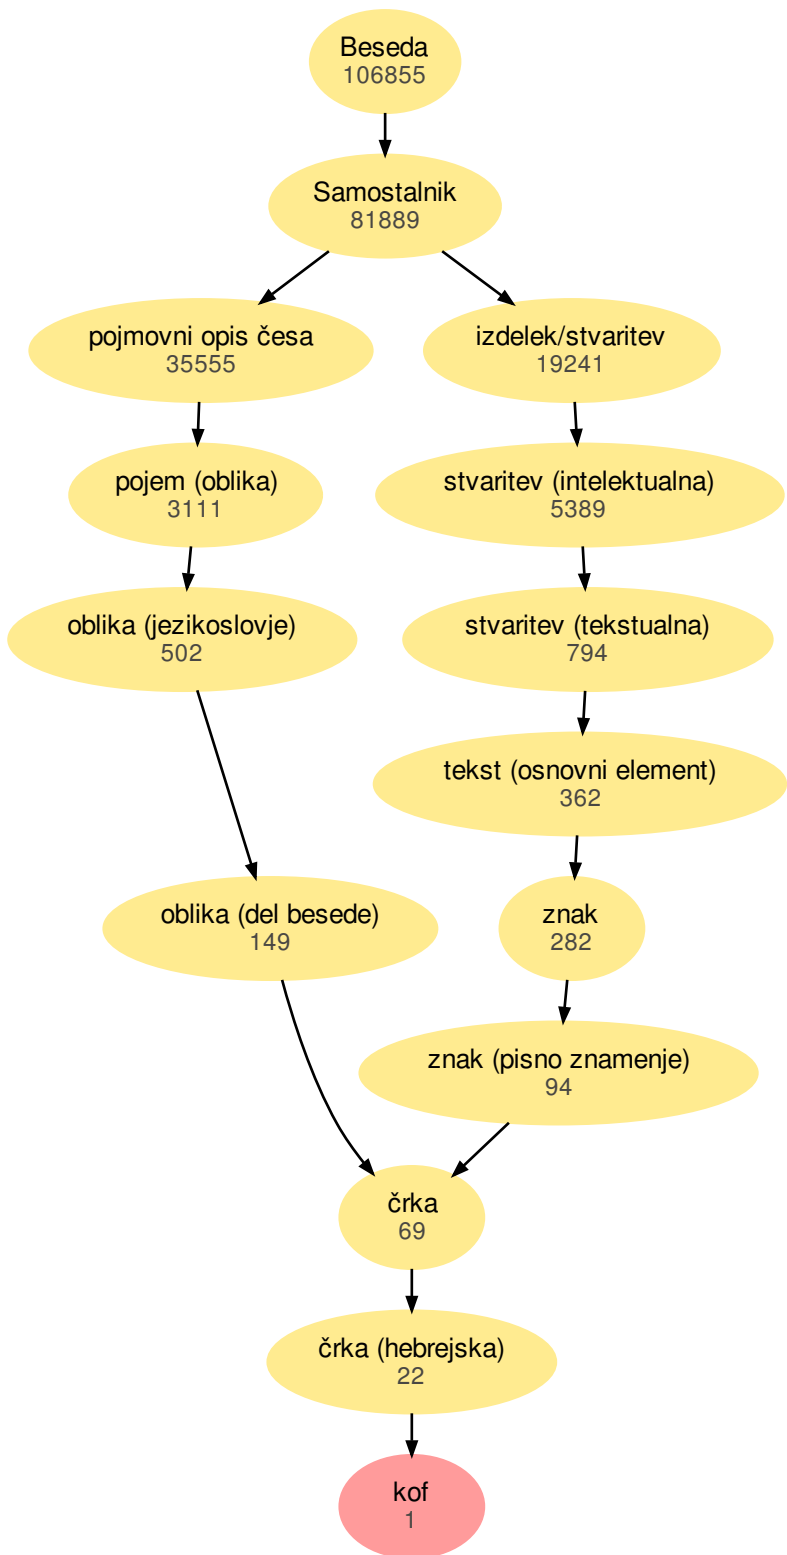 Beseda
106855
Samostalnik
81889
pojmovni opis česa
35555
izdelek/stvaritev
19241
pojem (oblika)
3111
stvaritev (intelektualna)
5389
oblika (jezikoslovje)
502
stvaritev (tekstualna)
794
tekst (osnovni element)
362
oblika (del besede)
149
znak
282
znak (pisno znamenje)
94
črka
69
črka (hebrejska)
22
kof
1